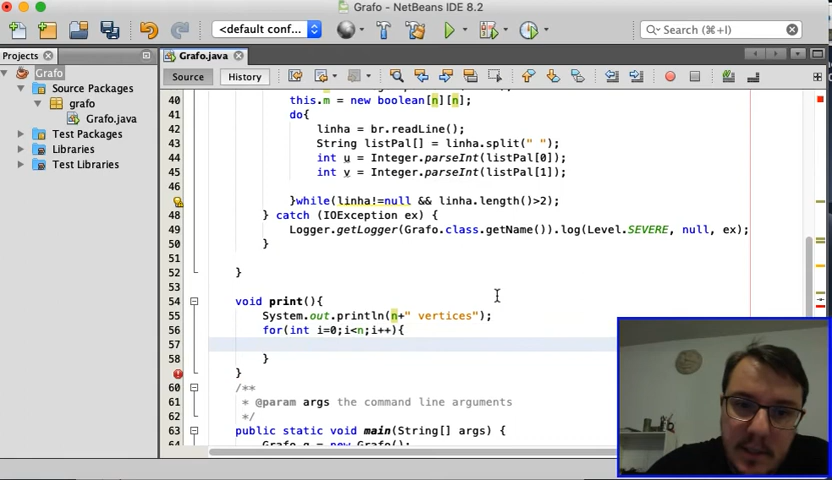 Grafo - NetBeans IDE 8.2
<default conf...
Search (⌘+I)
Projects
Grafo.java
Grafo
Source Packages
grafo
Grafo.java
Test Packages
Libraries
Test Libraries
Source History
40 this.m = new boolean[n][n];
41 do{
42 linha = br.readLine();
43 String listPal[] = linha.split(" ");
44 int u = Integer.parseInt(listPal[0]);
45 int v = Integer.parseInt(listPal[1]);
46
}while(linha!=null && linha.length()>2);
48 } catch (IOException ex) {
49 Logger.getLogger(Grafo.class.getName()).log(Level.SEVERE, null, ex);
50 }
51
52 }
53
54 void print(){
55 System.out.println(n+" vertices");
56 for(int i=0;i<n;i++){
57
58 }
}
60 /**
61 * @param args the command line arguments
62 */
63 public static void main(String[] args) {
64 Grafo g = new Grafo();